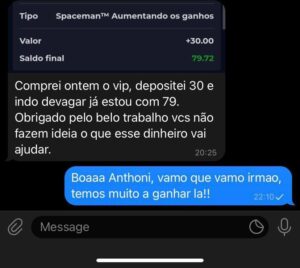 Tipo Spaceman™ Aumentando os ganhos
Valor +30.00
Saldo final 79.72
Comprei ontem o vip, depositei 30 e
indo devagar já estou com 79.
Obrigado pelo belo trabalho vcs não
fazem ideia o que esse dinheiro vai
ajudar.
20:25
Boaaa Anthoni, vamo que vamo irmao,
temos muito a ganhar la!!
22:10
Message